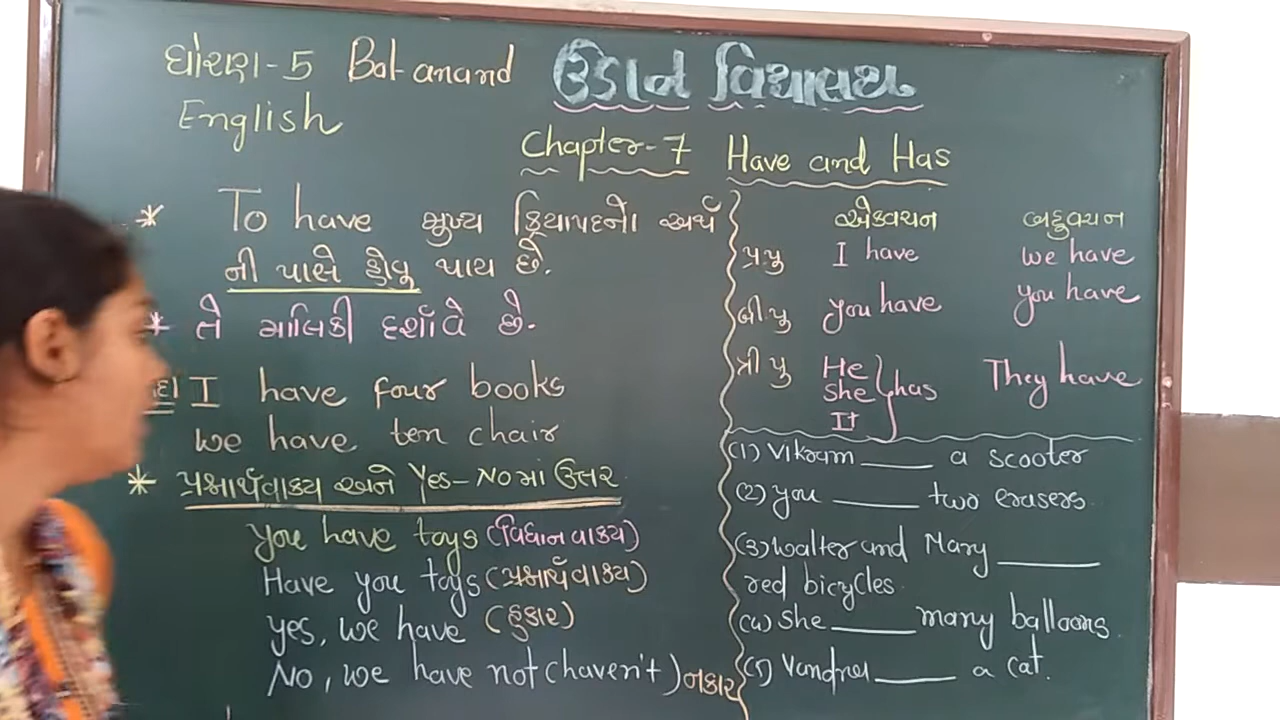 ધોરણ-5 Bal-anand ઉડાન વિદ્યાલય
English
Chapter-7 Have and Has
* To have મુખ્ય ક્રિયાપદનો અર્થ
ની પાસે હોવુ થાય છે.
* તે માલિકી દર્શાવે છે.
I have four books
we have ten chair
* પ્રશ્નાર્થવાક્ય અને Yes-No માં ઉત્તર
You have toys (વિધાન વાક્ય)
Have you toys (પ્રશ્નાર્થવાક્ય)
yes, we have (હકાર)
No, we have not (haven't) નકાર
એકવચન બહુવચન
પ્ર.પુ I have we have
બી.પુ you have you have
ત્રી પુ He
She has They have
It
(1) Vikram ____ a scooter
(2) you ____ two erasers
(૩) walter and Mary ____
red bicycles
(૪) She ____ many balloons.
(૫) ____ a cat.